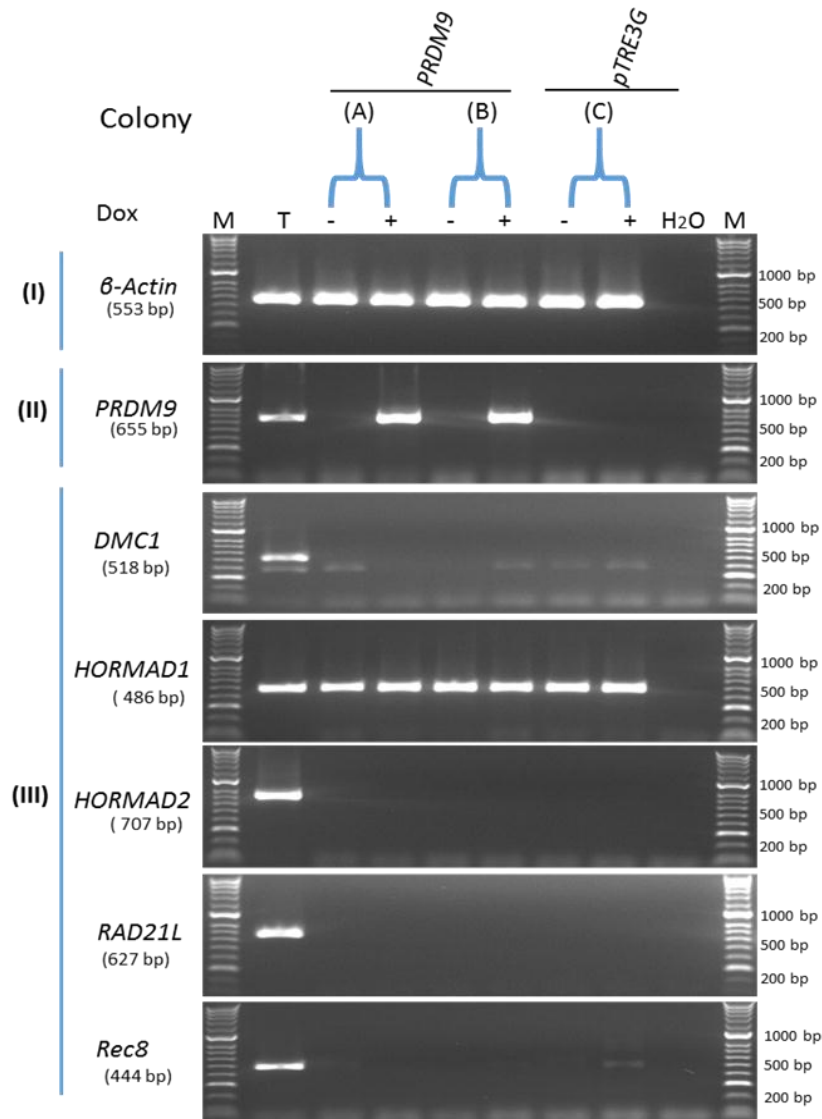 PRDM9
pTRE3G
Colony
(A)
(B)
(C)
Dox
M T - + - + - + H2O M
(I)
β-Actin
(553 bp)
1000 bp
500 bp
200 bp
(II)
PRDM9
(655 bp)
1000 bp
500 bp
200 bp
(III)
DMC1
(518 bp)
1000 bp
500 bp
200 bp
HORMAD1
( 486 bp)
1000 bp
500 bp
200 bp
HORMAD2
( 707 bp)
1000 bp
500 bp
200 bp
RAD21L
(627 bp)
1000 bp
500 bp
200 bp
Rec8
(444 bp)
1000 bp
500 bp
200 bp